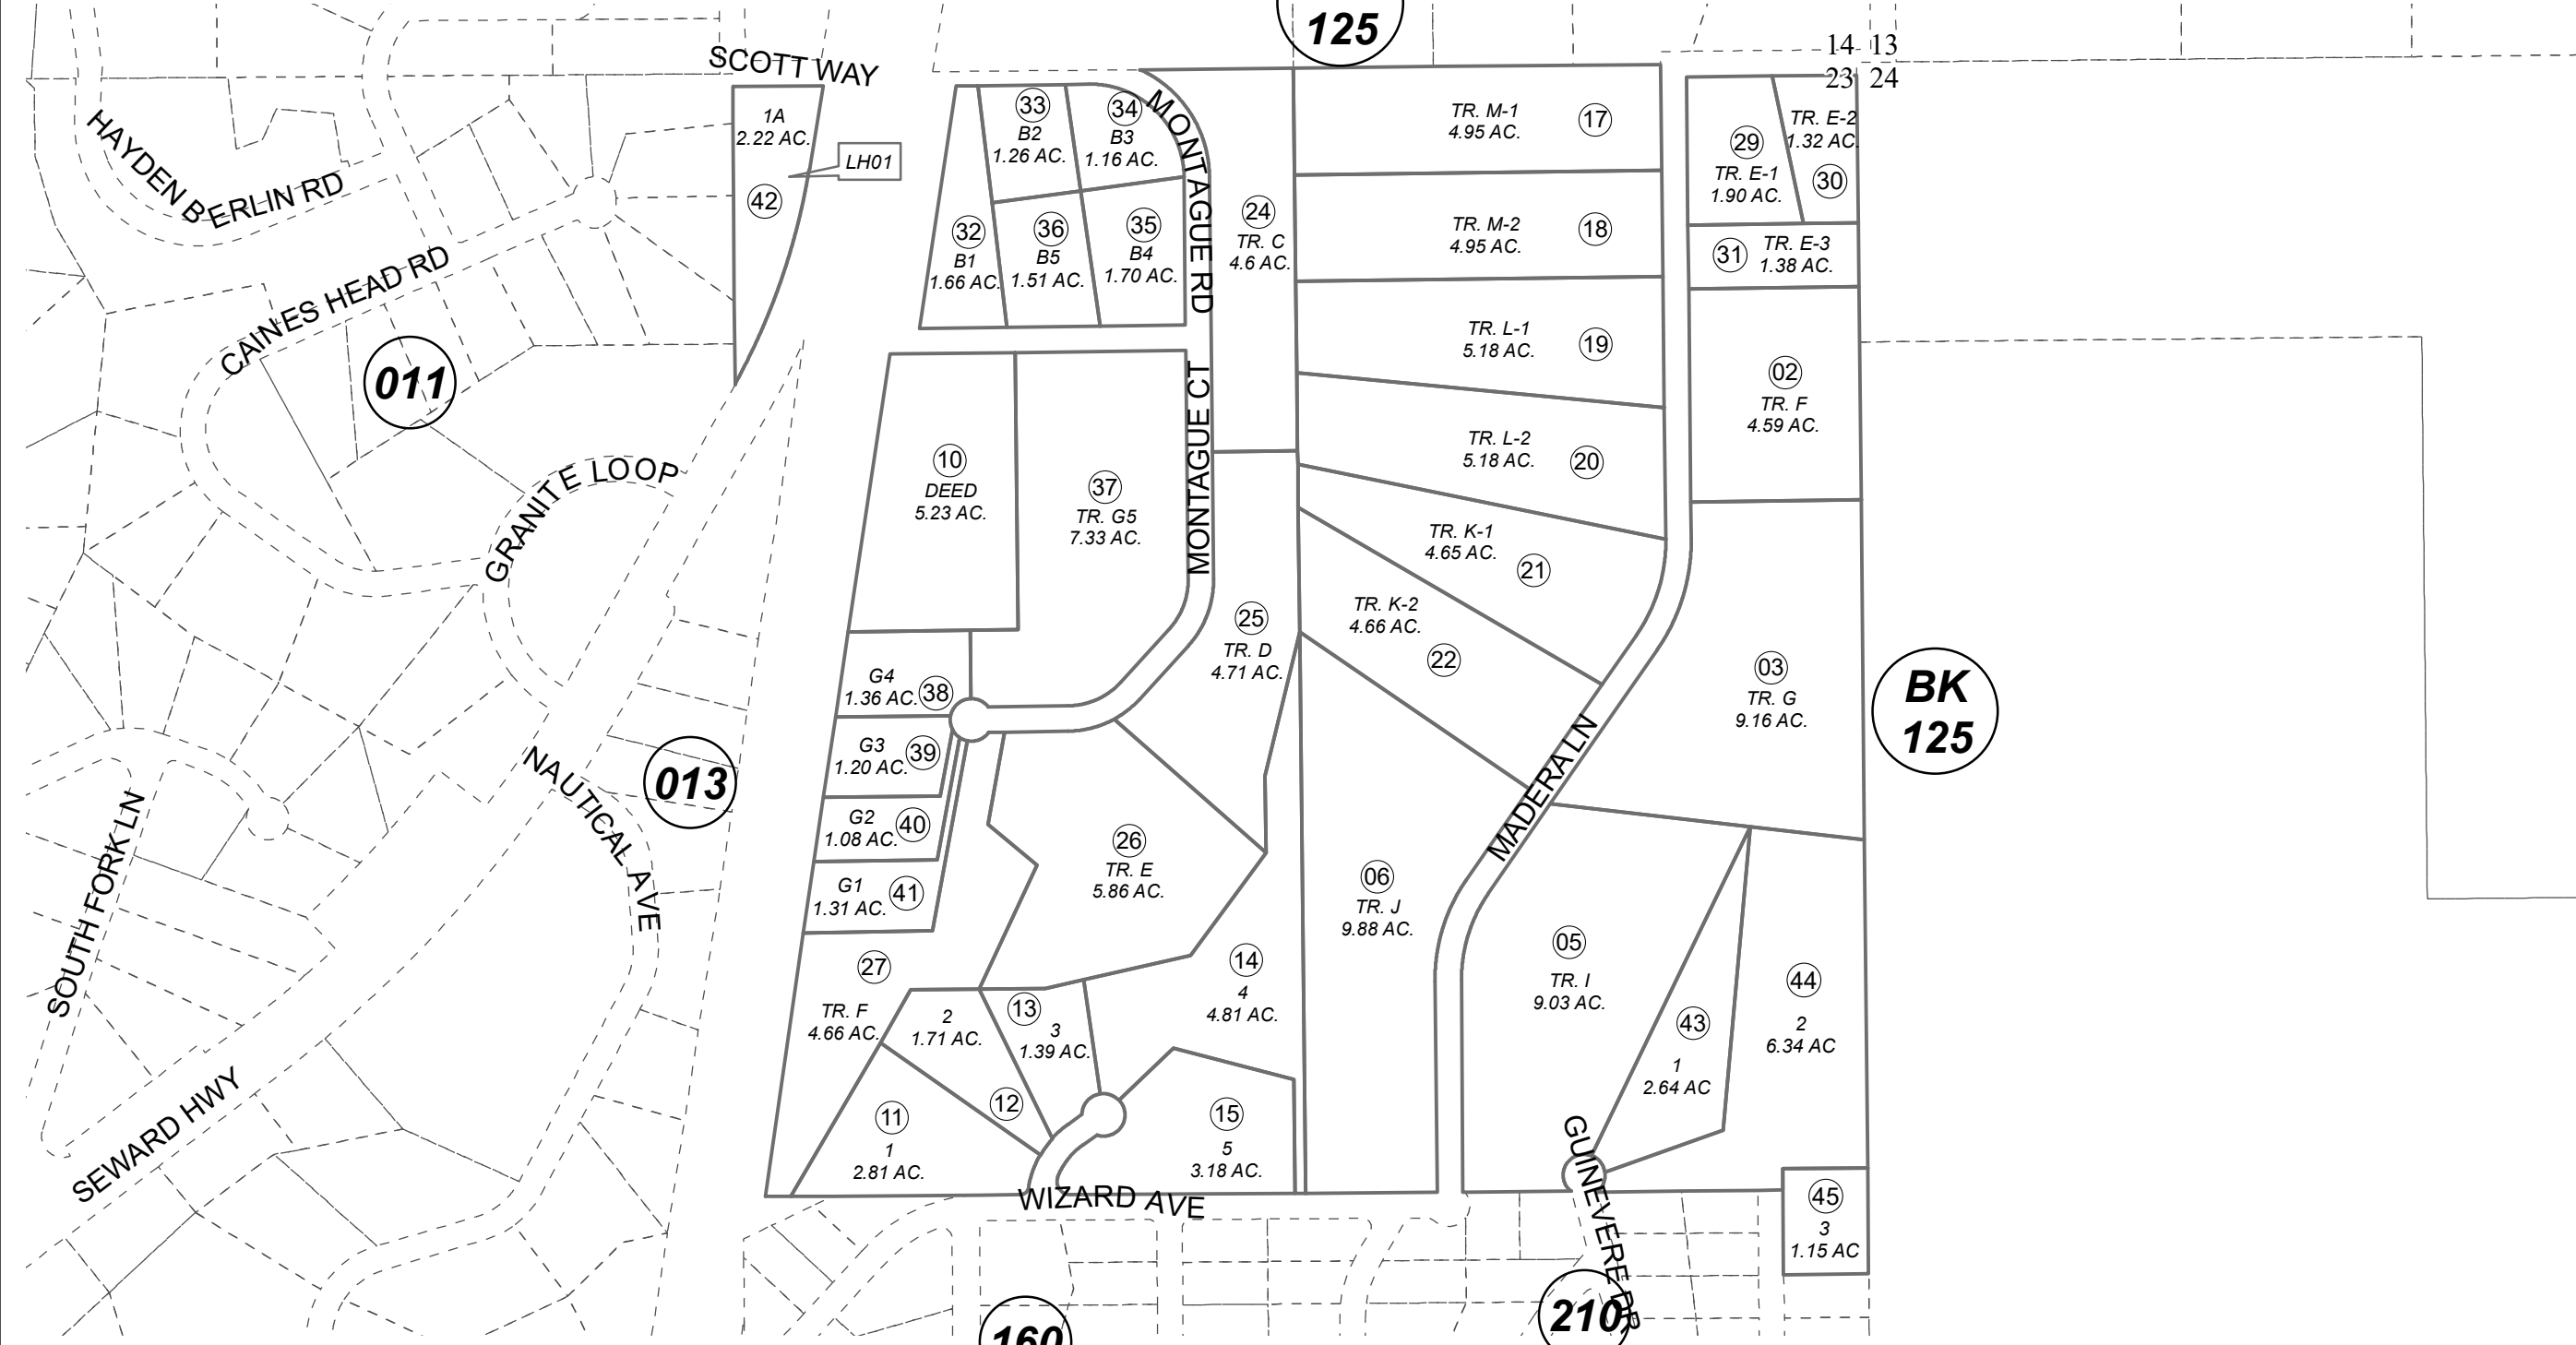 125
14 13
23 24
SCOTT WAY
HAYDEN BERLIN RD
CAINES HEAD RD
011
GRANITE LOOP
NAUTICAL AVE
013
SOUTH FORK LN
SEWARD HWY
1A
2.22 AC.
42
LH01
33
B2
1.26 AC.
34
B3
1.16 AC.
32
B1
1.66 AC.
36
B5
1.51 AC.
35
B4
1.70 AC.
MONTAGUE RD
MONTAGUE CT
24
TR. C
4.6 AC.
TR. M-1
4.95 AC.
17
TR. M-2
4.95 AC.
18
TR. L-1
5.18 AC.
19
TR. L-2
5.18 AC.
20
TR. K-1
4.65 AC.
21
TR. K-2
4.66 AC.
22
29
TR. E-1
1.90 AC.
TR. E-2
1.32 AC.
30
31
TR. E-3
1.38 AC.
02
TR. F
4.59 AC.
03
TR. G
9.16 AC.
BK
125
10
DEED
5.23 AC.
37
TR. G5
7.33 AC.
25
TR. D
4.71 AC.
G4
1.36 AC.
38
G3
1.20 AC.
39
G2
1.08 AC.
40
G1
1.31 AC.
41
26
TR. E
5.86 AC.
27
TR. F
4.66 AC.
2
1.71 AC.
12
13
3
1.39 AC.
11
1
2.81 AC.
14
4
4.81 AC.
15
5
3.18 AC.
06
TR. J
9.88 AC.
MADERA LN
05
TR. I
9.03 AC.
43
1
2.64 AC
44
2
6.34 AC
45
3
1.15 AC
WIZARD AVE
GUINEVERE DR
160
210